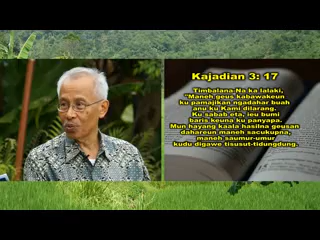 Kajadian 3: 17
Timbalana-Na ka lalaki,
"Maneh geus kabawakeun
ku pamajikan ngadahar buah
anu ku Kami dilarang.
Ku sabab eta, ieu bumi
baris keuna ku panyapa.
Mun hayang kaala hasilna geusan
dahareun maneh sacukupna,
maneh saumur-umur
kudu digawe tisusut-tidungdung.